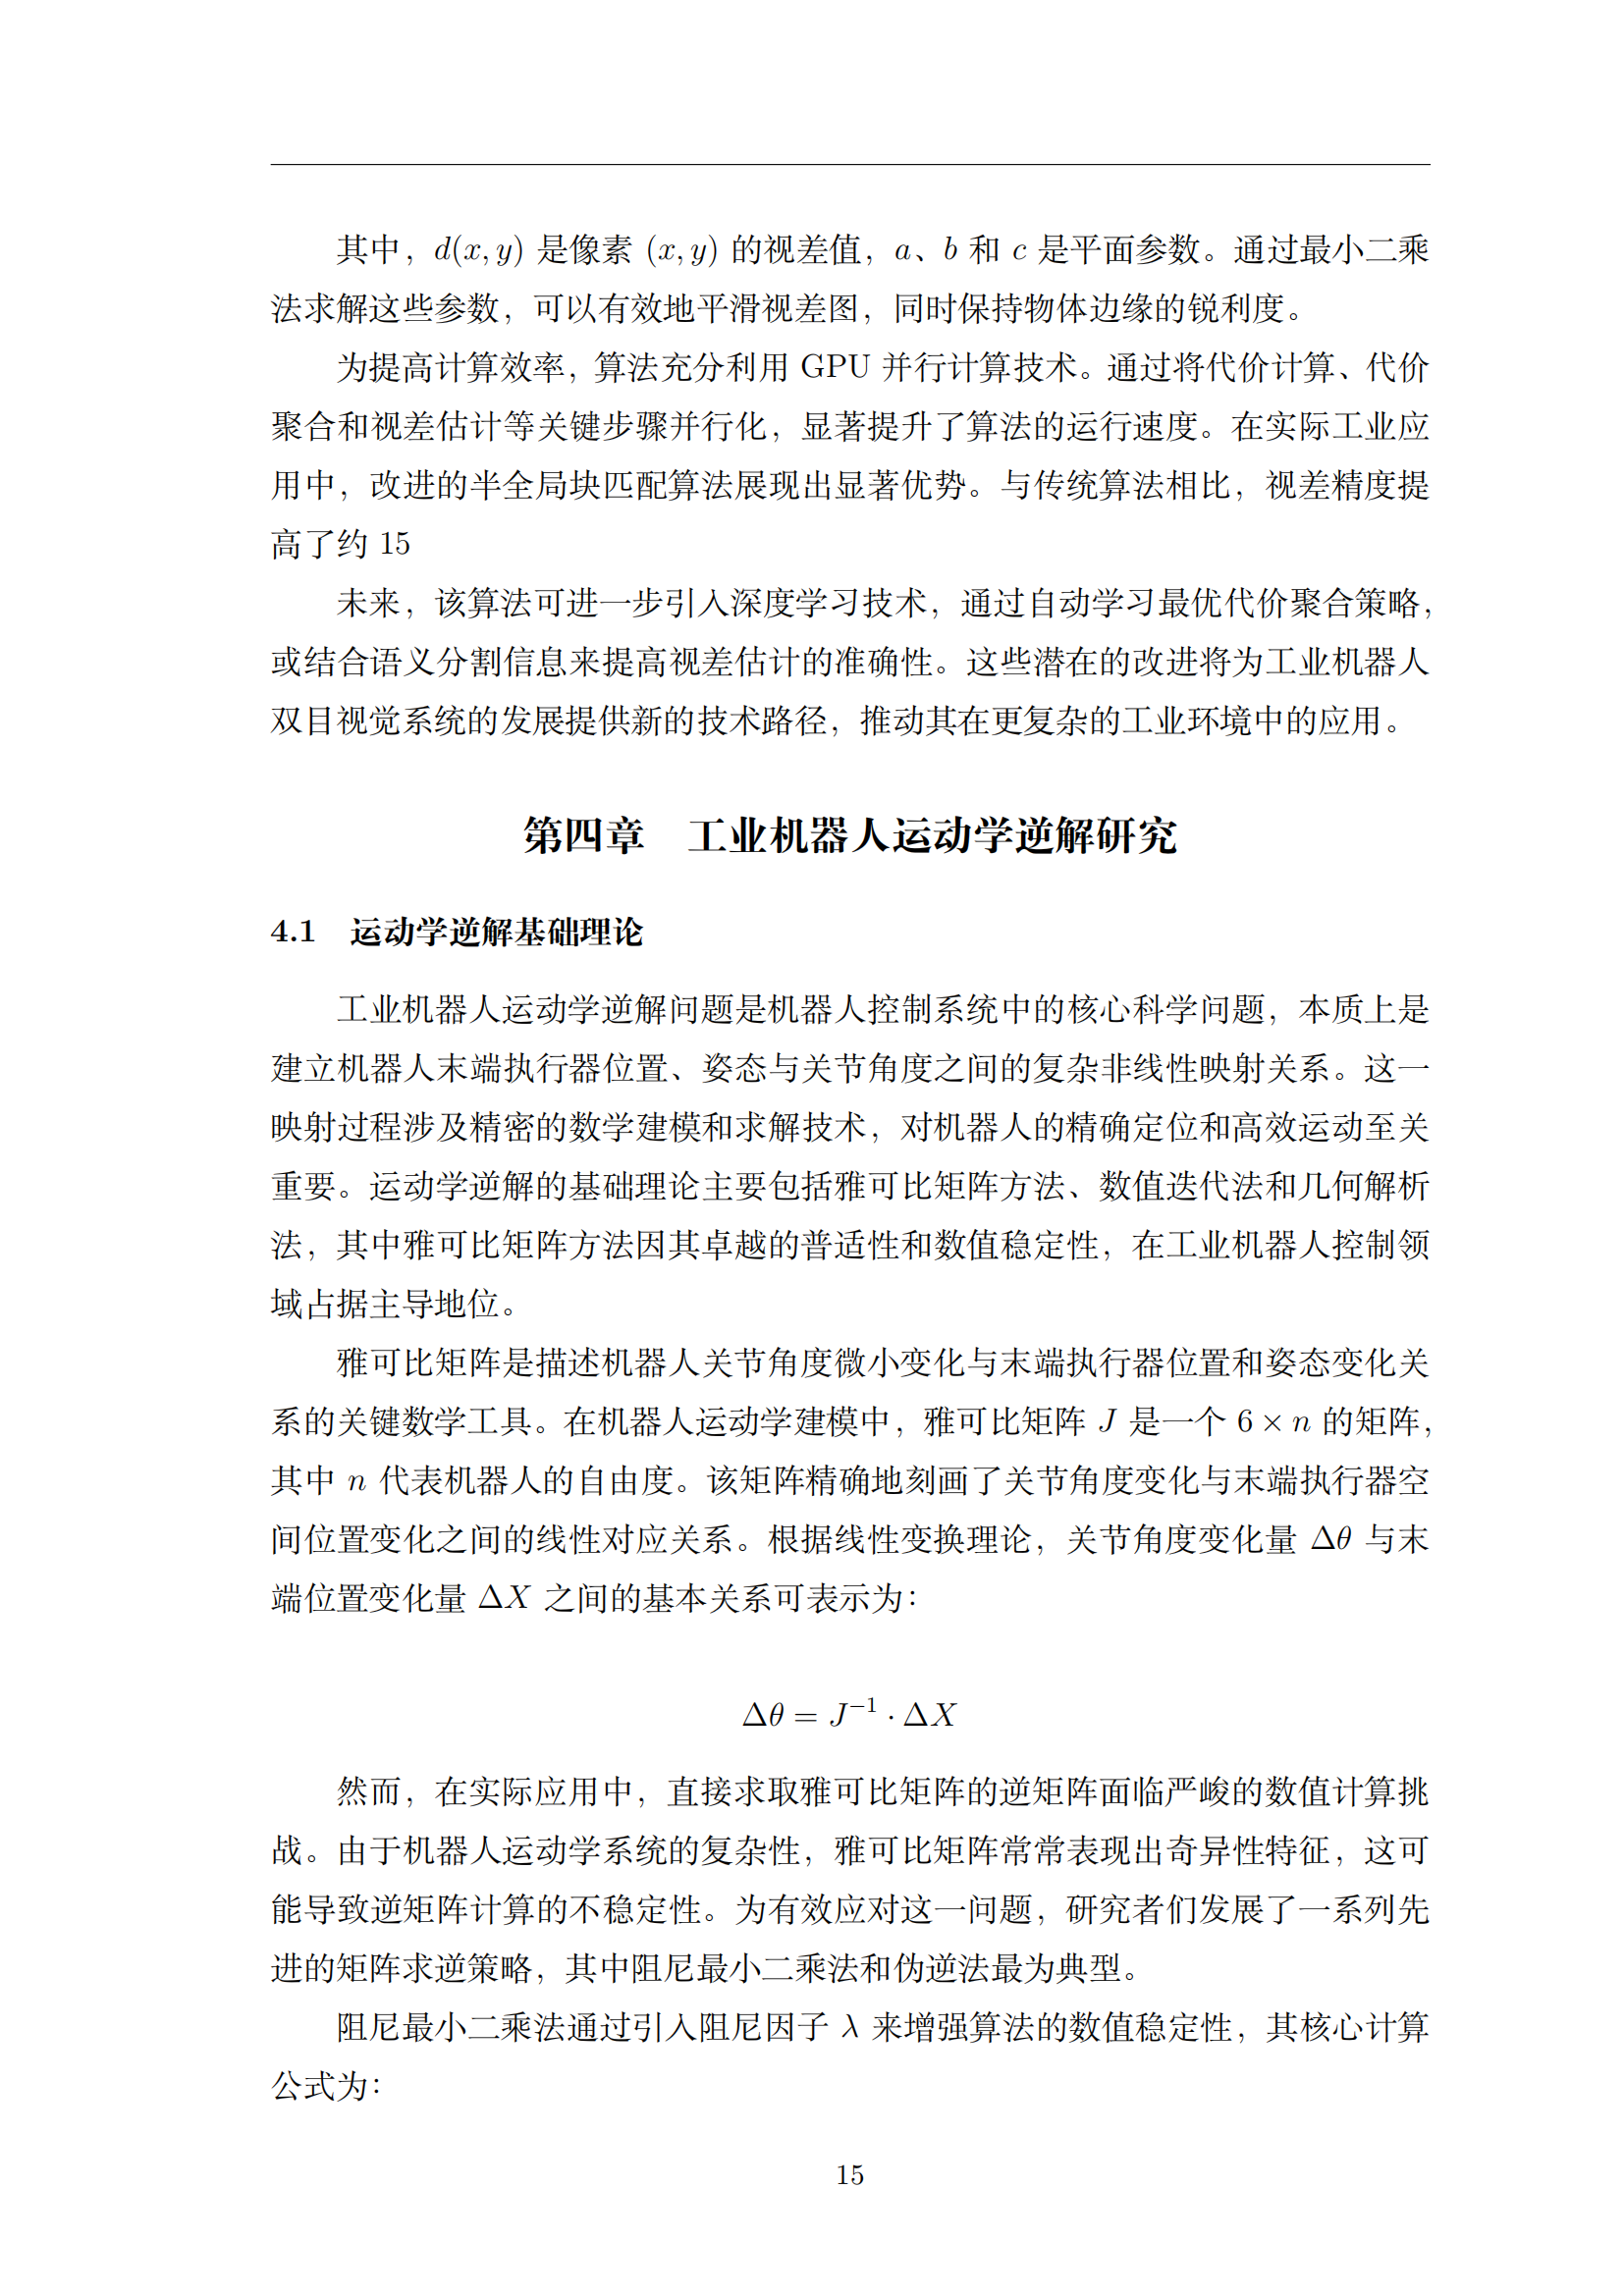 其中，d(x, y) 是像素 (x, y) 的视差值，a、b 和 c 是平面参数。通过最小二乘
法求解这些参数，可以有效地平滑视差图，同时保持物体边缘的锐利度。
为提高计算效率，算法充分利用 GPU 并行计算技术。通过将代价计算、代价
聚合和视差估计等关键步骤并行化，显著提升了算法的运行速度。在实际工业应
用中，改进的半全局块匹配算法展现出显著优势。与传统算法相比，视差精度提
高了约 15
未来，该算法可进一步引入深度学习技术，通过自动学习最优代价聚合策略，
或结合语义分割信息来提高视差估计的准确性。这些潜在的改进将为工业机器人
双目视觉系统的发展提供新的技术路径，推动其在更复杂的工业环境中的应用。
第四章 工业机器人运动学逆解研究
4.1 运动学逆解基础理论
工业机器人运动学逆解问题是机器人控制系统中的核心科学问题，本质上是
建立机器人末端执行器位置、姿态与关节角度之间的复杂非线性映射关系。这一
映射过程涉及精密的数学建模和求解技术，对机器人的精确定位和高效运动至关
重要。运动学逆解的基础理论主要包括雅可比矩阵方法、数值迭代法和几何解析
法，其中雅可比矩阵方法因其卓越的普适性和数值稳定性，在工业机器人控制领
域占据主导地位。
雅可比矩阵是描述机器人关节角度微小变化与末端执行器位置和姿态变化关
系的关键数学工具。在机器人运动学建模中，雅可比矩阵 J 是一个 6 × n 的矩阵，
其中 n 代表机器人的自由度。该矩阵精确地刻画了关节角度变化与末端执行器空
间位置变化之间的线性对应关系。根据线性变换理论，关节角度变化量 Δθ 与末
端位置变化量 ΔX 之间的基本关系可表示为：
Δθ = J⁻¹ · ΔX
然而，在实际应用中，直接求取雅可比矩阵的逆矩阵面临严峻的数值计算挑
战。由于机器人运动学系统的复杂性，雅可比矩阵常常表现出奇异性特征，这可
能导致逆矩阵计算的不稳定性。为有效应对这一问题，研究者们发展了一系列先
进的矩阵求逆策略，其中阻尼最小二乘法和伪逆法最为典型。
阻尼最小二乘法通过引入阻尼因子 λ 来增强算法的数值稳定性，其核心计算
公式为：
15